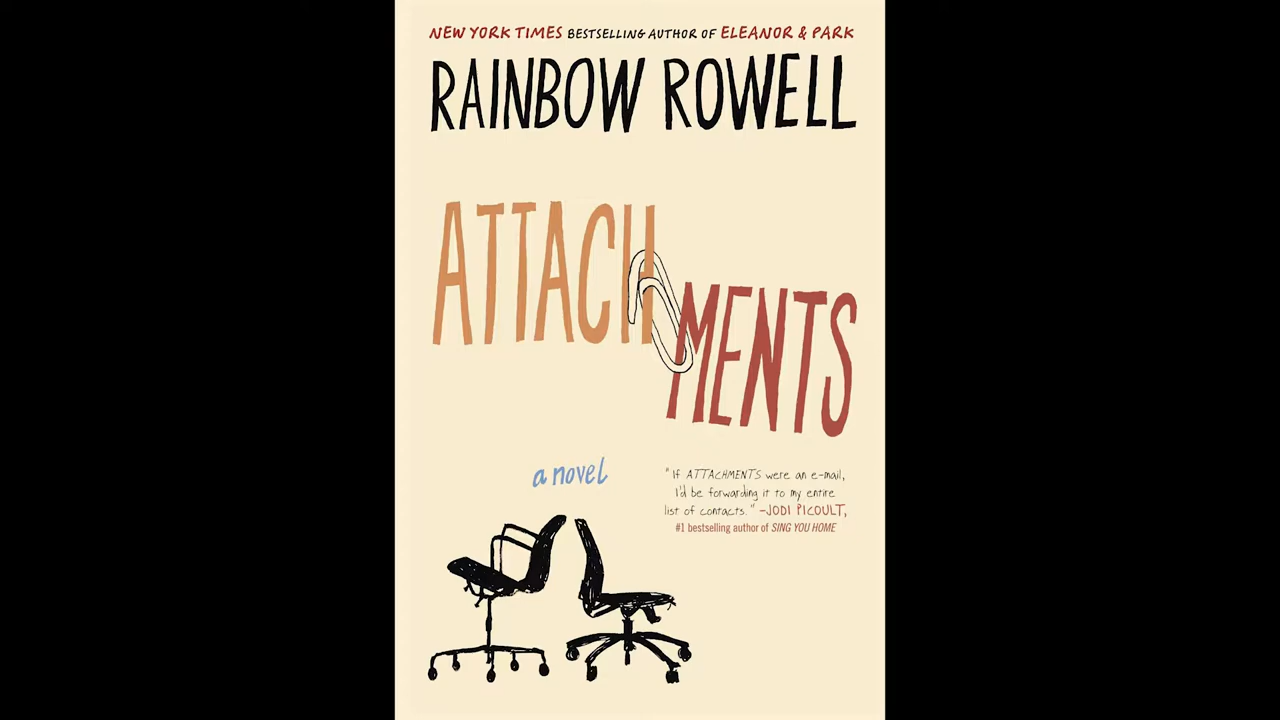 NEW YORK TIMES BESTSELLING AUTHOR OF ELEANOR & PARK
RAINBOW ROWELL
ATTACH
MENTS
a novel
"If ATTACHMENTS were an e-mail,
I'd be forwarding it to my entire
list of contacts." –JODI PICOULT,
#1 bestselling author of SING YOU HOME